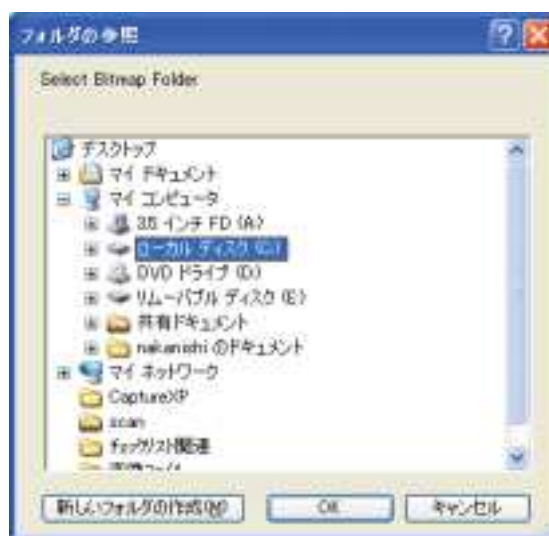 フォルダの参照
Select Bitmap Folder
デスクトップ
マイ ドキュメント
マイ コンピュータ
3.5 インチ FD (A:)
ローカル ディスク (C:)
DVD ドライブ (D:)
リムーバブル ディスク (E:)
共有ドキュメント
nakanishi のドキュメント
マイ ネットワーク
CaptureXP
scan
チェックリスト関連
新しいフォルダの作成(M)
OK
キャンセル